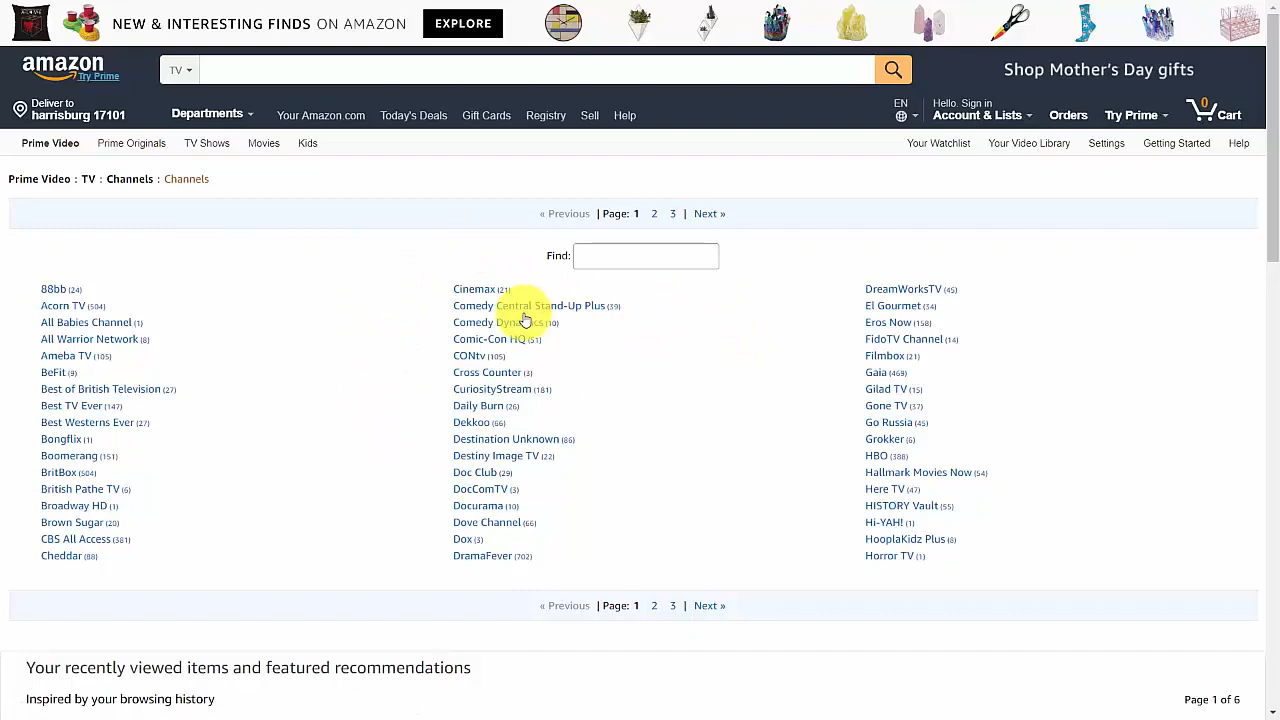 NEW & INTERESTING FINDS ON AMAZON EXPLORE
amazon
Try Prime
TV
Shop Mother's Day gifts
Deliver to
harrisburg 17101
Departments Your Amazon.com Today's Deals Gift Cards Registry Sell Help
EN
Hello. Sign in
Account & Lists Orders Try Prime 0 Cart
Prime Video Prime Originals TV Shows Movies Kids Your Watchlist Your Video Library Settings Getting Started Help
Prime Video : TV : Channels : Channels
« Previous | Page: 1 2 3 | Next »
Find:
88bb (24)
Acorn TV (504)
All Babies Channel (1)
All Warrior Network (8)
Ameba TV (105)
BeFit (9)
Best of British Television (27)
Best TV Ever (147)
Best Westerns Ever (27)
Bongflix (1)
Boomerang (151)
BritBox (504)
British Pathe TV (6)
Broadway HD (1)
Brown Sugar (20)
CBS All Access (381)
Cheddar (88)
Cinemax (21)
Comedy Central Stand-Up Plus (39)
Comedy Dynamics (10)
Comic-Con HQ (51)
CONtv (105)
Cross Counter (3)
CuriosityStream (181)
Daily Burn (26)
Dekkoo (66)
Destination Unknown (86)
Destiny Image TV (22)
Doc Club (29)
DocComTV (3)
Docurama (10)
Dove Channel (66)
Dox (3)
DramaFever (702)
DreamWorksTV (45)
El Gourmet (34)
Eros Now (158)
FidoTV Channel (14)
Filmbox (21)
Gaia (469)
Gilad TV (15)
Gone TV (37)
Go Russia (45)
Grokker (6)
HBO (388)
Hallmark Movies Now (54)
Here TV (47)
HISTORY Vault (55)
Hi-YAH! (1)
HooplaKidz Plus (8)
Horror TV (1)
« Previous | Page: 1 2 3 | Next »
Your recently viewed items and featured recommendations
Inspired by your browsing history
Page 1 of 6